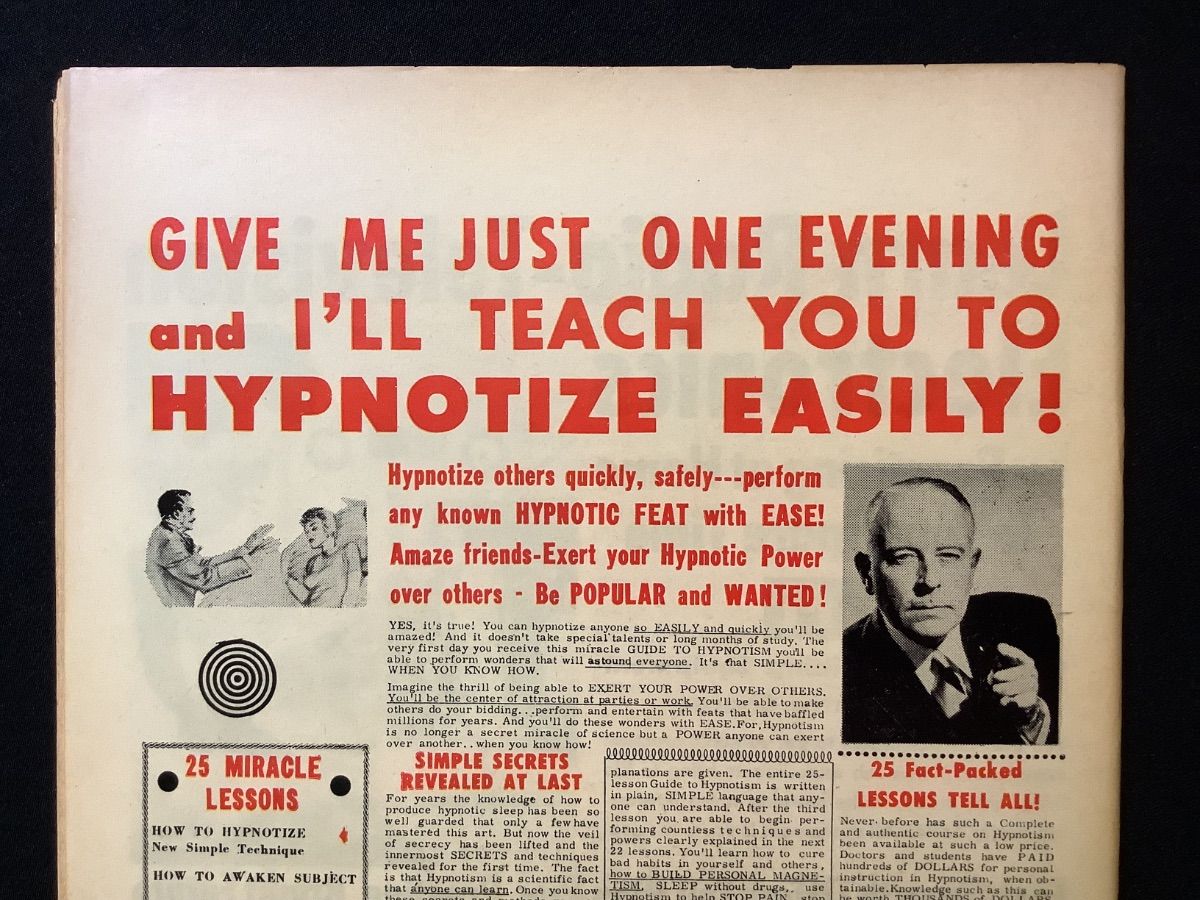 GIVE ME JUST ONE EVENING
and I'LL TEACH YOU TO
HYPNOTIZE EASILY!
Hypnotize others quickly, safely---perform
any known HYPNOTIC FEAT with EASE!
Amaze friends-Exert your Hypnotic Power
over others - Be POPULAR and WANTED!
YES, it's true! You can hypnotize anyone so EASILY and quickly you'll be
amazed! And it doesn't take special talents or long months of study. The
very first day you receive this miracle GUIDE TO HYPNOTISM you'll be
able to perform wonders that will astound everyone. It's that SIMPLE....
WHEN YOU KNOW HOW.
Imagine the thrill of being able to EXERT YOUR POWER OVER OTHERS.
You'll be the center of attraction at parties or work. You'll be able to make
others do your bidding...perform and entertain with feats that have baffled
millions for years. And you'll do these wonders with EASE.For,Hypnotism
is no longer a secret miracle of science but a POWER anyone can exert
over another..when you know how!
25 MIRACLE
LESSONS
HOW TO HYPNOTIZE
New Simple Technique
HOW TO AWAKEN SUBJECT
SIMPLE SECRETS
REVEALED AT LAST
For years the knowledge of how to
produce hypnotic sleep has been so
well guarded that only a few have
mastered this art. But now the veil
of secrecy has been lifted and the
innermost SECRETS and techniques
revealed for the first time. The fact
is that Hypnotism is a scientific fact
that anyone can learn. Once you know
these secrets and
planations are given. The entire 25-
lesson Guide to Hypnotism is written
in plain, SIMPLE language that any-
one can understand. After the third
lesson you are able to begin per-
forming countless techniques and
powers clearly explained in the next
22 lessons. You'll learn how to cure
bad habits in yourself and others,
how to BUILD PERSONAL MAGNE-
TISM, SLEEP without drugs, use
Hypnotism to help STOP PAIN, stop
25 Fact-Packed
LESSONS TELL ALL!
Never before has such a Complete
and authentic course on Hypnotism
been available at such a low price.
Doctors and students have PAID
hundreds of DOLLARS for personal
instruction in Hypnotism, when ob-
tainable.Knowledge such as this can
be worth THOUSANDS of DOLLARS